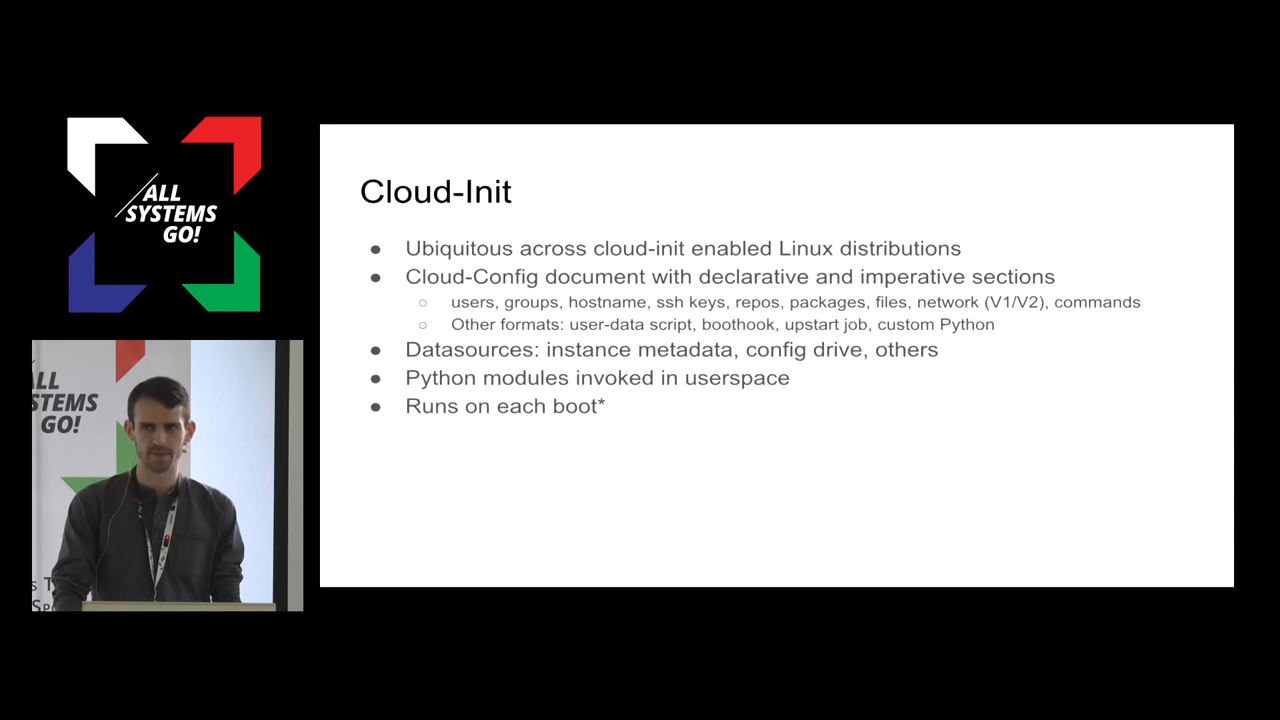 ALL
SYSTEMS
GO!
Cloud-Init
● Ubiquitous across cloud-init enabled Linux distributions
● Cloud-Config document with declarative and imperative sections
○ users, groups, hostname, ssh keys, repos, packages, files, network (V1/V2), commands
○ Other formats: user-data script, boothook, upstart job, custom Python
● Datasources: instance metadata, config drive, others
● Python modules invoked in userspace
● Runs on each boot*
ALL
STEMS
GO!